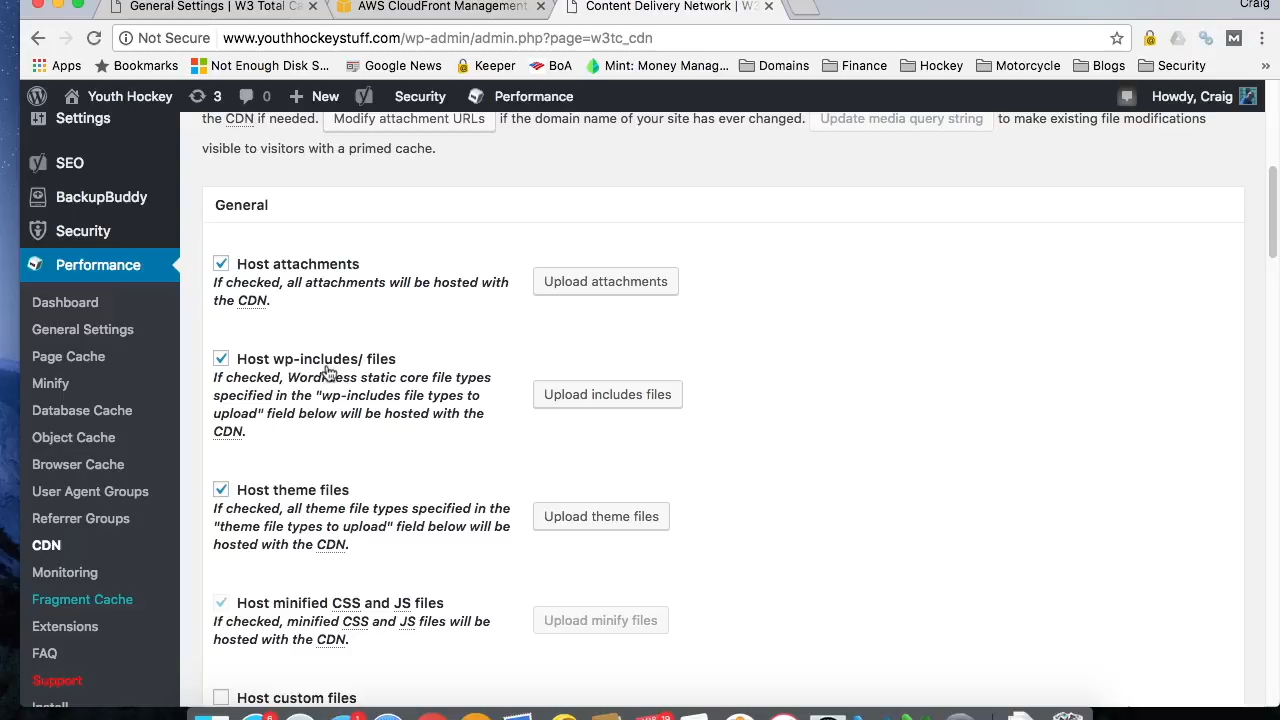 General Settings | W3 Total Ca
AWS CloudFront Management
Content Delivery Network | W3
Craig
Not Secure
www.youthhockeystuff.com/wp-admin/admin.php?page=w3tc_cdn
Apps
Bookmarks
Not Enough Disk S...
Google News
Keeper
BoA
Mint: Money Manag...
Domains
Finance
Hockey
Motorcycle
Blogs
Security
»
Youth Hockey
3
0
New
Security
Performance
Howdy, Craig
Settings
SEO
BackupBuddy
Security
Performance
Dashboard
General Settings
Page Cache
Minify
Database Cache
Object Cache
Browser Cache
User Agent Groups
Referrer Groups
CDN
Monitoring
Fragment Cache
Extensions
FAQ
Support
Install
the CDN if needed. Modify attachment URLs if the domain name of your site has ever changed. Update media query string to make existing file modifications
visible to visitors with a primed cache.
General
Host attachments
If checked, all attachments will be hosted with
the CDN.
Upload attachments
Host wp-includes/ files
If checked, WordPress static core file types
specified in the "wp-includes file types to
upload" field below will be hosted with the
CDN.
Upload includes files
Host theme files
If checked, all theme file types specified in the
"theme file types to upload" field below will be
hosted with the CDN.
Upload theme files
Host minified CSS and JS files
If checked, minified CSS and JS files will be
hosted with the CDN.
Upload minify files
Host custom files
6
1
MAR 19